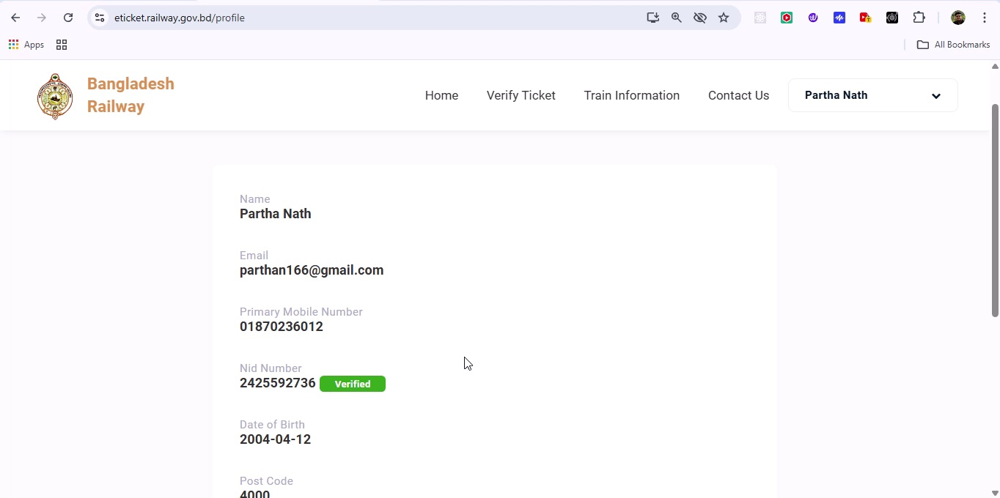 eticket.railway.gov.bd/profile
Apps
All Bookmarks
Bangladesh
Railway
Home
Verify Ticket
Train Information
Contact Us
Partha Nath
Name
Partha Nath
Email
parthan166@gmail.com
Primary Mobile Number
01870236012
Nid Number
2425592736 Verified
Date of Birth
2004-04-12
Post Code
4000